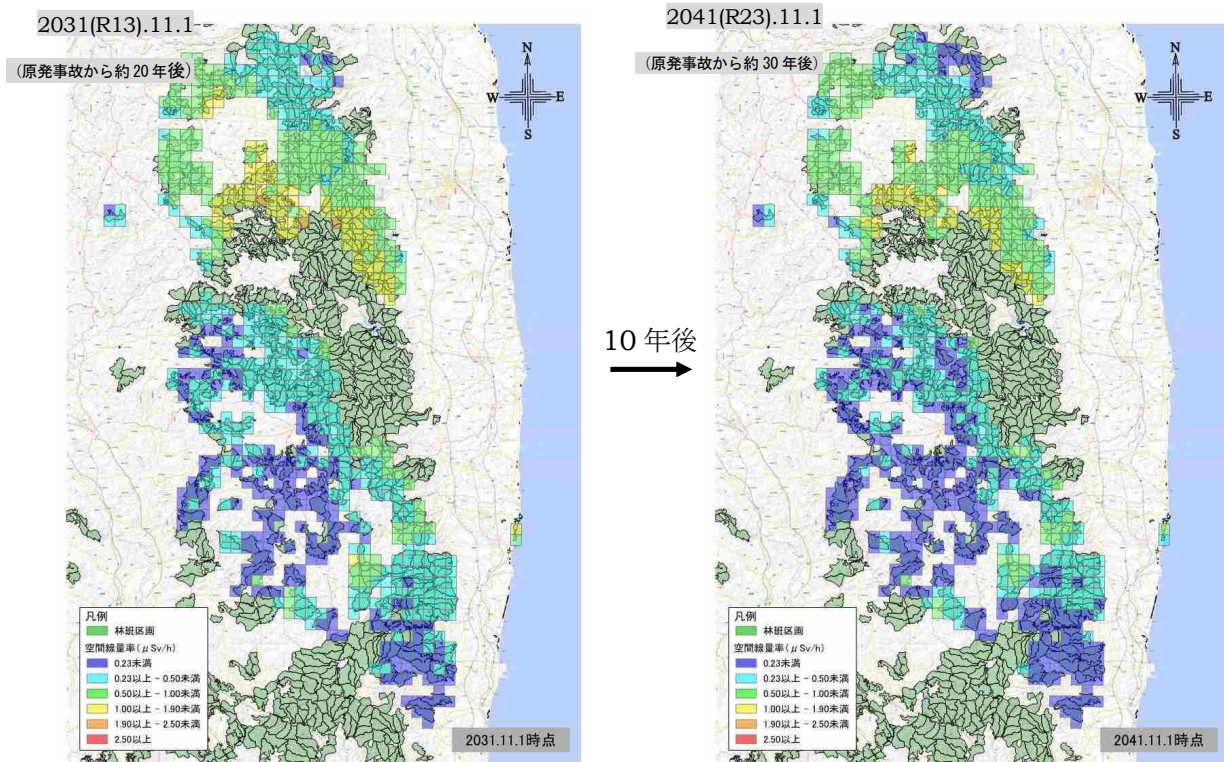 2031(R13).11.1
(原発事故から約20年後)
N
W
E
S
凡例
林班区画
空間線量率(μSv/h)
0.23未満
0.23以上 - 0.50未満
0.50以上 - 1.00未満
1.00以上 - 1.90未満
1.90以上 - 2.50未満
2.50以上
2031.11.1時点
10 年後
2041(R23).11.1
(原発事故から約30年後)
N
W
E
S
凡例
林班区画
空間線量率(μSv/h)
0.23未満
0.23以上 - 0.50未満
0.50以上 - 1.00未満
1.00以上 - 1.90未満
1.90以上 - 2.50未満
2.50以上
2041.11.1時点